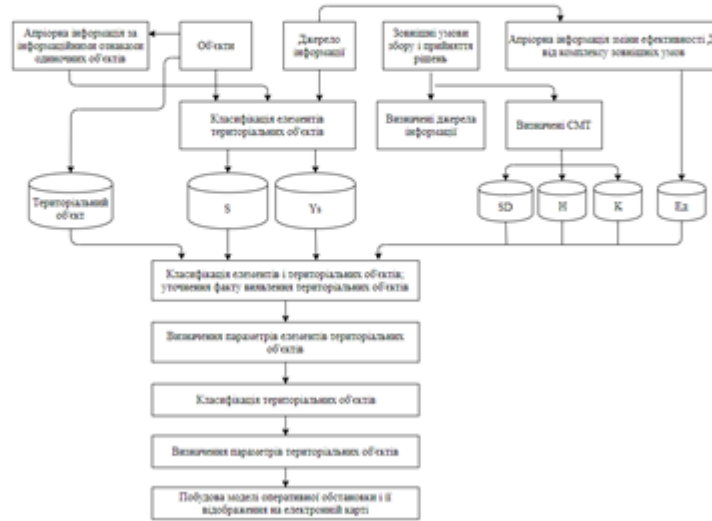 Апріорна інформація за
інформаційними ознаками
одиночних об'єктів
Об'єкти
Джерело
інформації
Зовнішні умови
збору і прийняття
рішень
Апріорна інформація зміни ефективності Д
від комплексу зовнішних умов
Класифікація елементів
територіальних об'єктів
Визначені джерела
інформації
Визначені СМТ
Територіальний
об'єкт
S
Ys
SD
H
K
Ед
Класифікація елементів і територіальних об'єктів;
уточнення факту виявлення територіальних об'єктів
Визначення параметрів елементів територіальних
об'єктів
Класифікація територіальних об'єктів
Визначення параметрів територіальних об'єктів
Побудова моделі оперативної обстановки і її
відображення на електронній карті